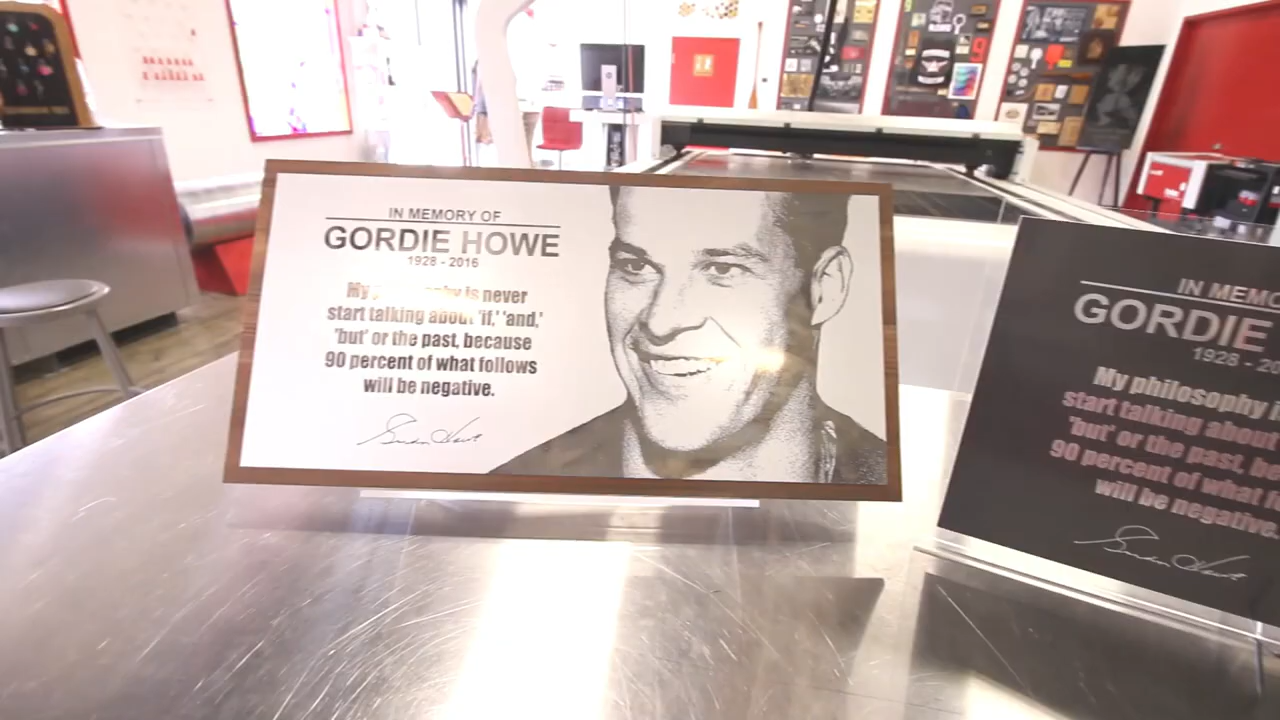 IN MEMORY OF
GORDIE HOWE
1928 - 2016
My philosophy is never
start talking about 'if,' 'and,'
'but' or the past, because
90 percent of what follows
will be negative.
IN MEMO
GORDIE
1928 - 20
My philosophy i
start talking about
'but' or the past, be
90 percent of what f
will be negative.